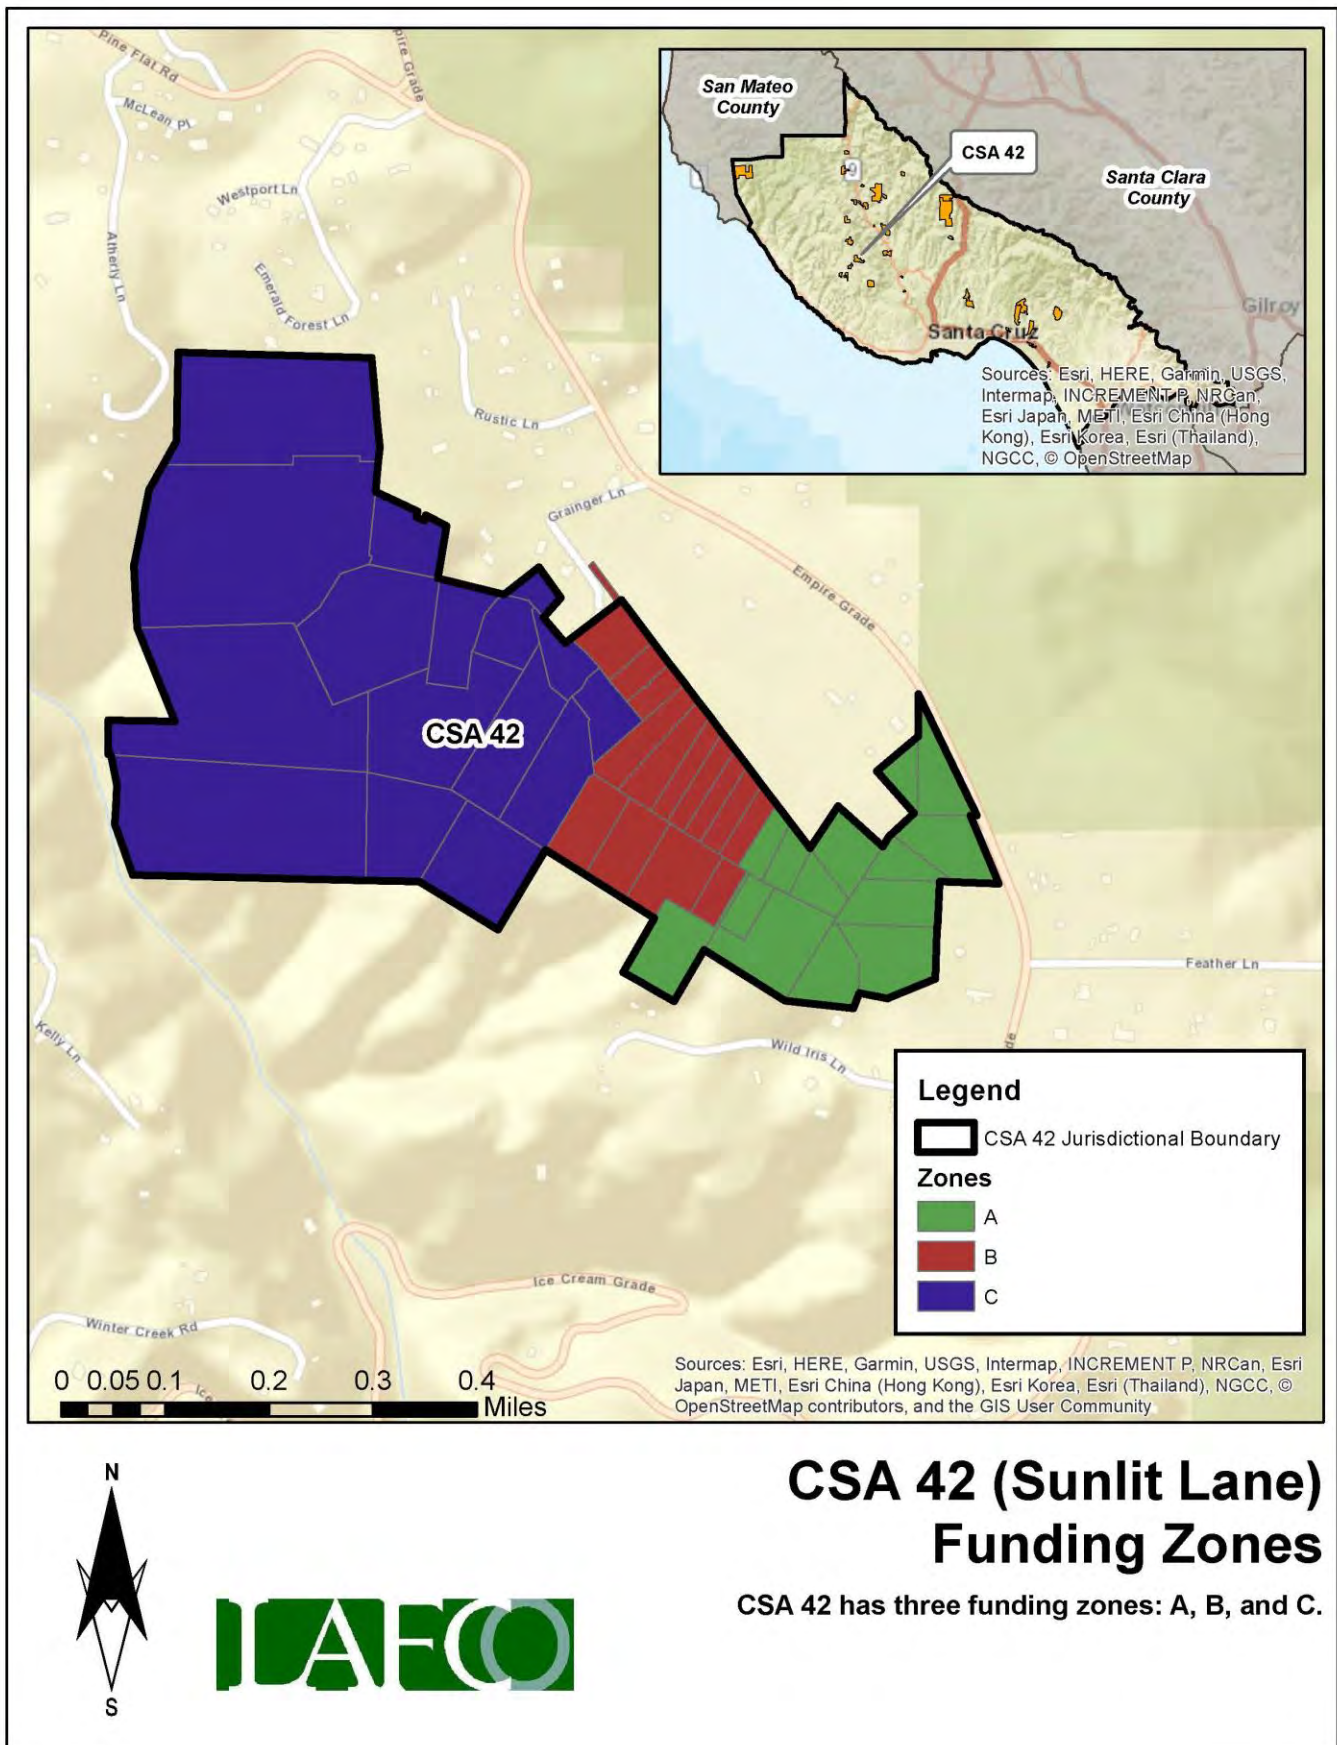 Pine Flat Rd
pire Grade
McLean Pl
Westport Ln
Atherly Ln
Emerald Forest Ln
Rustic Ln
Grainger Ln
Empire Grade
San Mateo
County
CSA 42
9
Santa Clara
County
Gilroy
Santa Cruz
Sources: Esri, HERE, Garmin, USGS,
Intermap, INCREMENT P, NRCan,
Esri Japan, METI, Esri China (Hong
Kong), Esri Korea, Esri (Thailand),
NGCC, © OpenStreetMap
CSA 42
Feather Ln
Kelly Ln
Wild Iris Ln
de
Ice Cream Grade
Winter Creek Rd
Ice
Legend
CSA 42 Jurisdictional Boundary
Zones
A
B
C
0 0.05 0.1 0.2 0.3 0.4
Miles
Sources: Esri, HERE, Garmin, USGS, Intermap, INCREMENT P, NRCan, Esri
Japan, METI, Esri China (Hong Kong), Esri Korea, Esri (Thailand), NGCC, ©
OpenStreetMap contributors, and the GIS User Community
N
S
LAFCO
CSA 42 (Sunlit Lane)
Funding Zones
CSA 42 has three funding zones: A, B, and C.